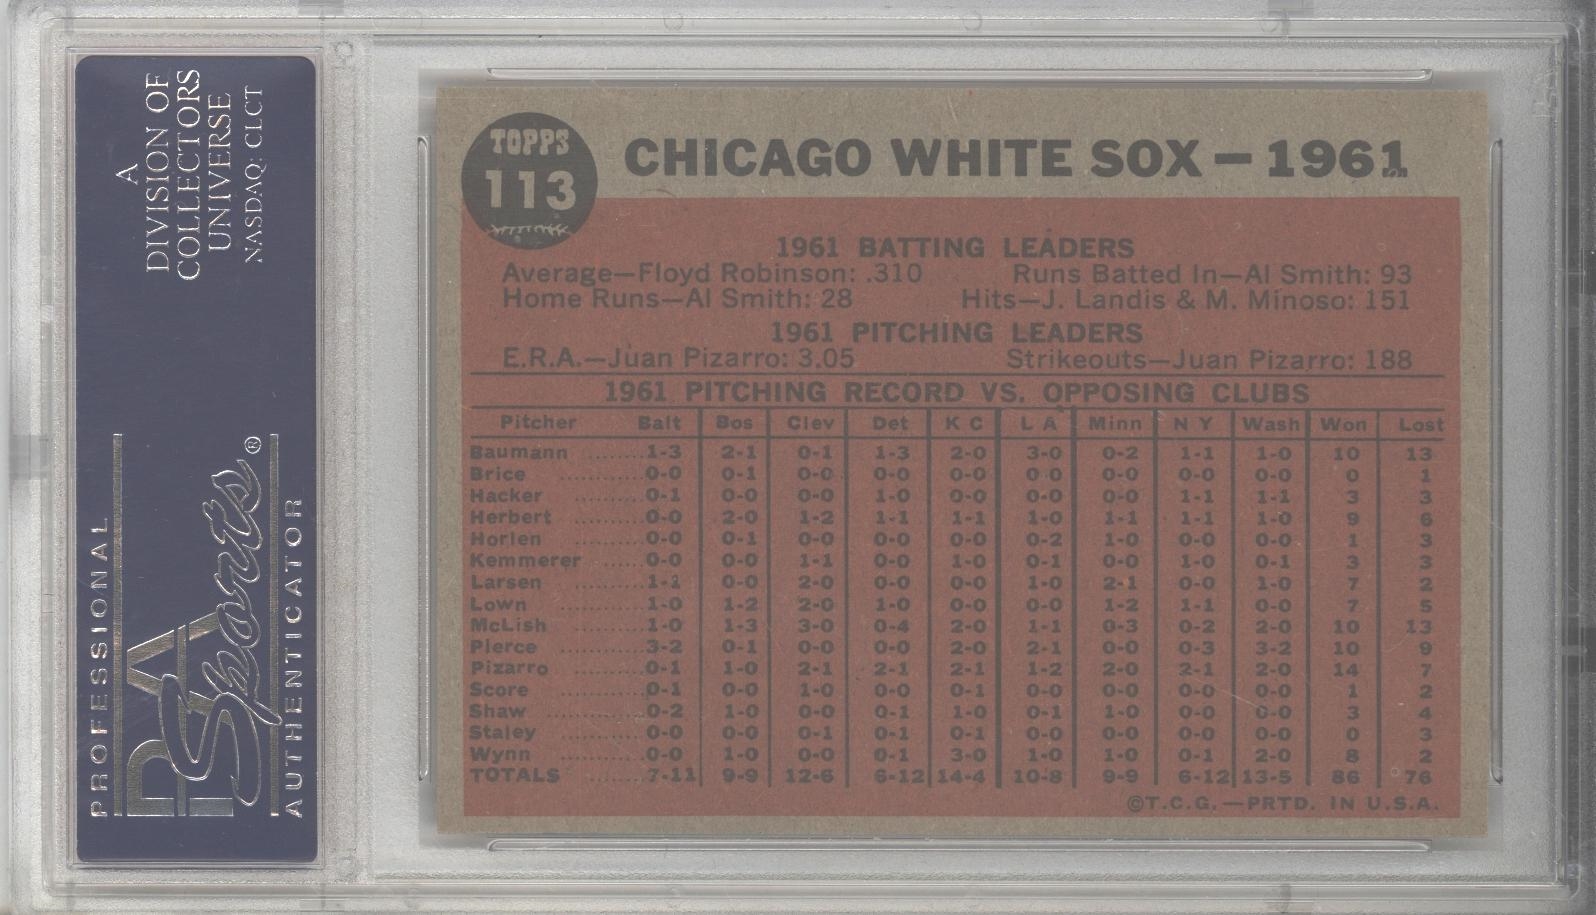 A
DIVISION OF
COLLECTORS
UNIVERSE
NASDAQ: CLCT
PROFESSIONAL
PSA
Sports®
AUTHENTICATOR
TOPPS
113
CHICAGO WHITE SOX — 1961
1961 BATTING LEADERS
Average—Floyd Robinson: .310 Runs Batted In—Al Smith: 93
Home Runs—Al Smith: 28 Hits—J. Landis & M. Minoso: 151
1961 PITCHING LEADERS
E.R.A.—Juan Pizarro: 3.05 Strikeouts—Juan Pizarro: 188
1961 PITCHING RECORD VS. OPPOSING CLUBS
Pitcher Balt Bos Clev Det K C L A Minn N Y Wash Won Lost
Baumann ........1-3 2-1 0-1 1-3 2-0 3-0 0-2 1-1 1-0 10 13
Brice ............0-0 0-1 0-0 0-0 0-0 0-0 0-0 0-0 0-0 0 1
Hacker ..........0-1 0-0 0-0 1-0 0-0 0-0 0-0 1-1 1-1 3 3
Herbert .........0-0 2-0 1-2 1-1 1-1 1-0 1-1 1-1 1-0 9 6
Horlen ..........0-0 0-1 0-0 0-0 0-0 0-2 1-0 0-0 0-0 1 3
Kemmerer ......0-0 0-0 1-1 0-0 1-0 0-1 0-0 1-0 0-1 3 3
Larsen ..........1-1 0-0 2-0 0-0 0-0 1-0 2-1 0-0 1-0 7 2
Lown ............1-0 1-2 2-0 1-0 0-0 0-0 1-2 1-1 0-0 7 5
McLish ..........1-0 1-3 3-0 0-4 2-0 1-1 0-3 0-2 2-0 10 13
Pierce ...........3-2 0-1 0-0 0-0 2-0 2-1 0-0 0-3 3-2 10 9
Pizarro ..........0-1 1-0 2-1 2-1 2-1 1-2 2-0 2-1 2-0 14 7
Score ............0-1 0-0 1-0 0-0 0-1 0-0 0-0 0-0 0-0 1 2
Shaw ............0-2 1-0 0-0 0-1 1-0 0-1 1-0 0-0 0-0 3 4
Staley ...........0-0 0-0 0-1 0-1 0-1 0-0 0-0 0-0 0-0 0 3
Wynn ............0-0 1-0 0-0 0-1 3-0 1-0 1-0 0-1 2-0 8 2
TOTALS ........7-11 9-9 12-6 6-12 14-4 10-8 9-9 6-12 13-5 86 76
©T.C.G.—PRTD. IN U.S.A.